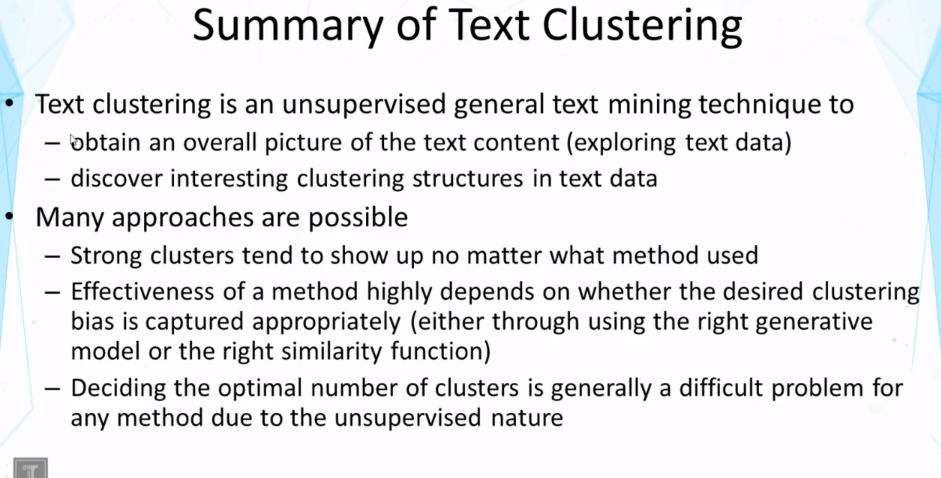 Summary of Text Clustering
• Text clustering is an unsupervised general text mining technique to
– obtain an overall picture of the text content (exploring text data)
– discover interesting clustering structures in text data
• Many approaches are possible
– Strong clusters tend to show up no matter what method used
– Effectiveness of a method highly depends on whether the desired clustering
bias is captured appropriately (either through using the right generative
model or the right similarity function)
– Deciding the optimal number of clusters is generally a difficult problem for
any method due to the unsupervised nature